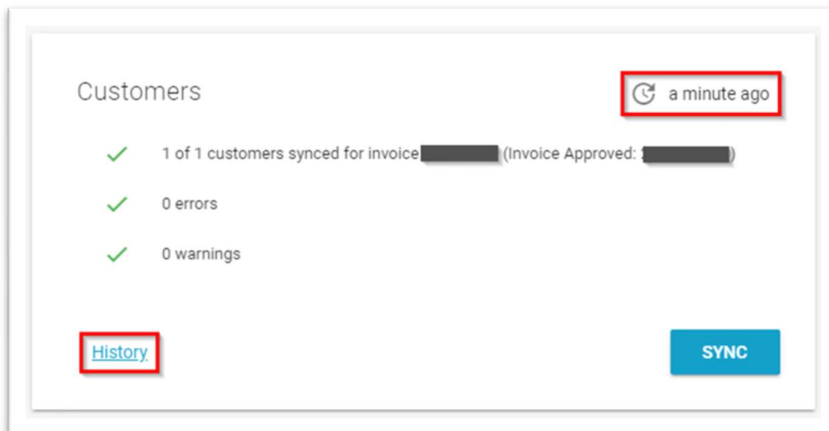 Customers
a minute ago
1 of 1 customers synced for invoice (Invoice Approved: )
0 errors
0 warnings
History
SYNC